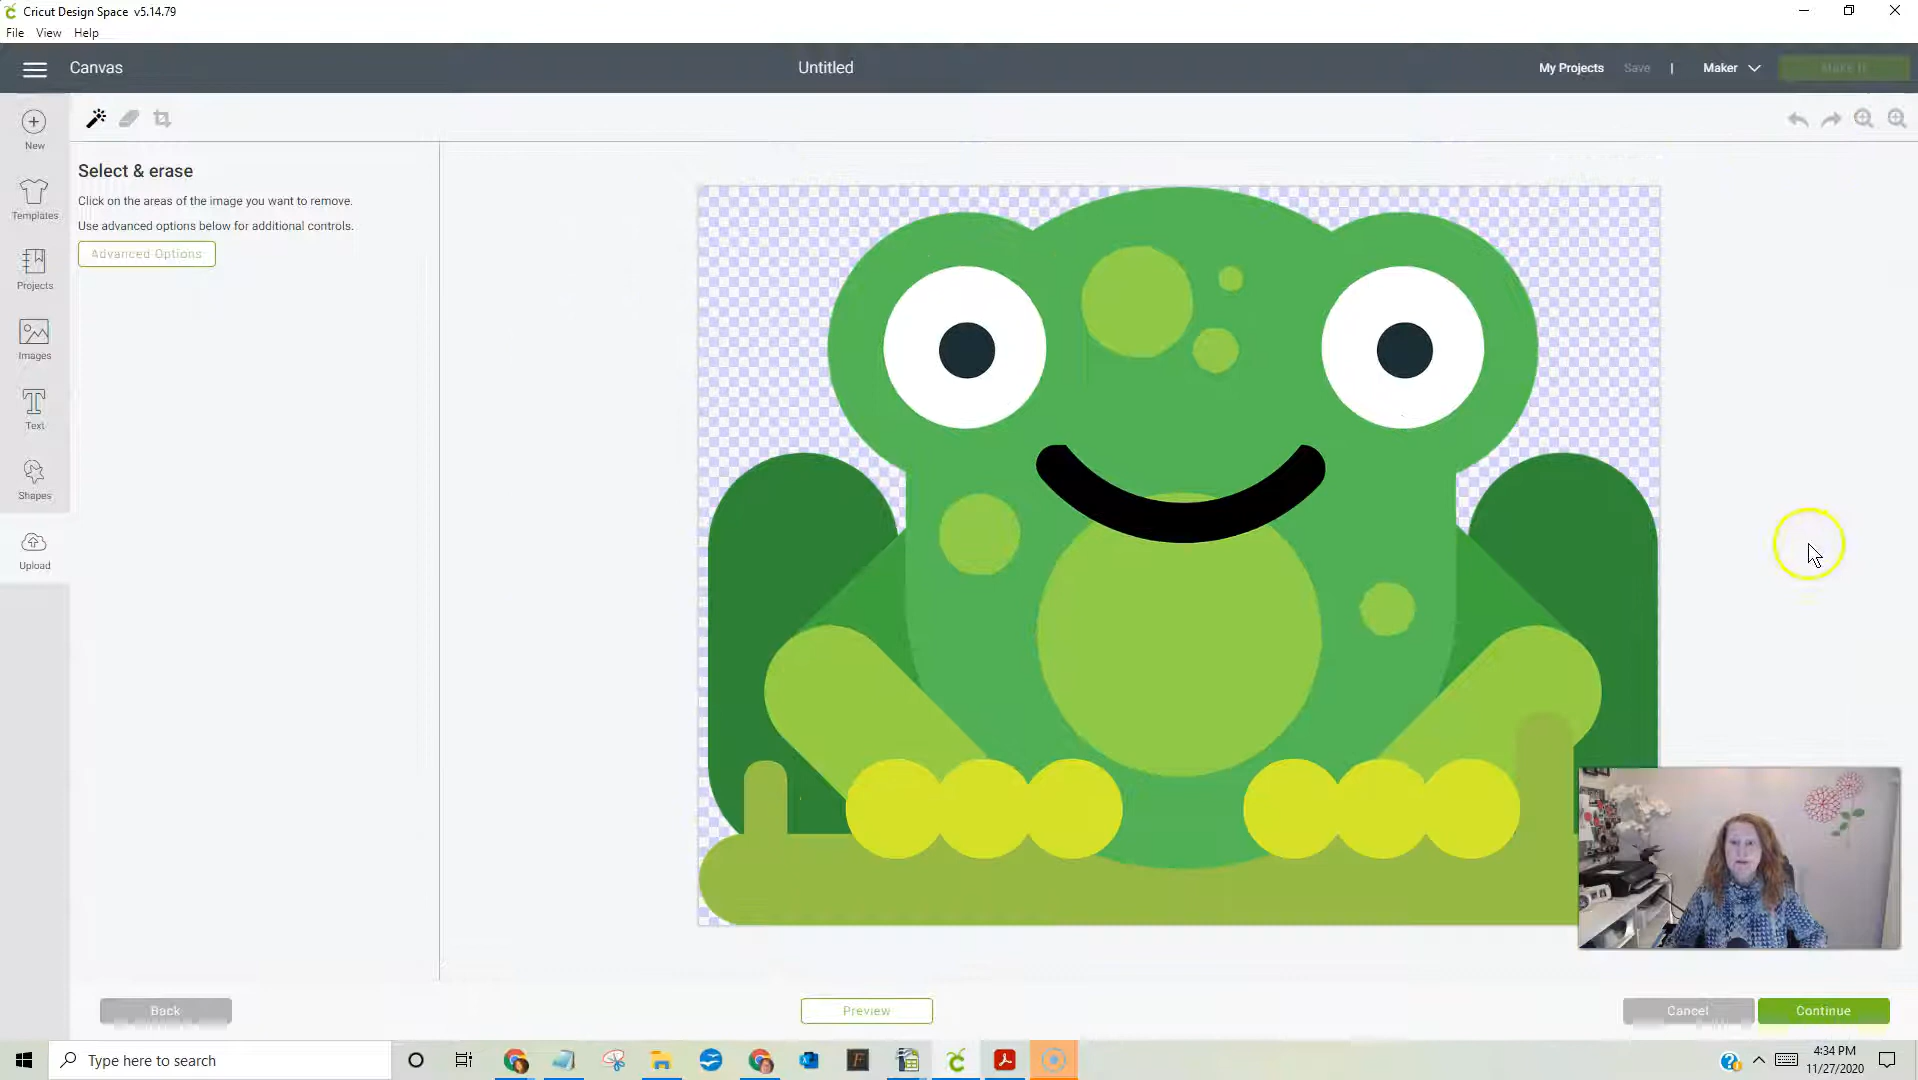 Cricut Design Space v5.14.79
File View Help
Canvas
Untitled
My Projects Save | Maker
Make It
New
Templates
Projects
Images
Text
Shapes
Upload
Select & erase
Click on the areas of the image you want to remove.
Use advanced options below for additional controls.
Advanced Options
Back
Preview
Cancel
Continue
Type here to search
4:34 PM
11/27/2020